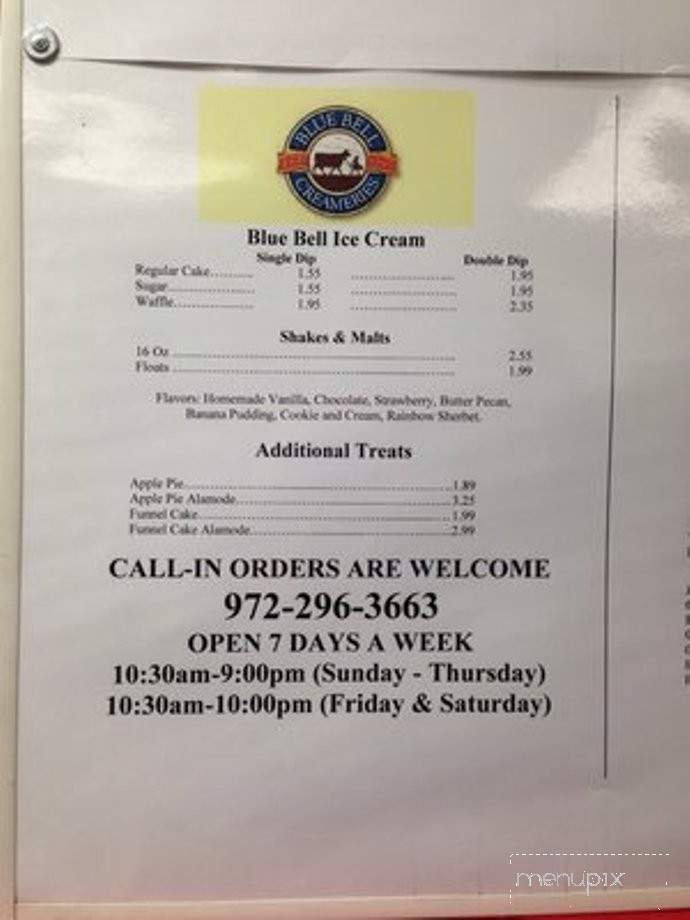 BLUE BELL
CREAMERIES
Blue Bell Ice Cream
Single Dip Double Dip
Regular Cake.......... 1.55 .......................... 1.95
Sugar.......................... 1.55 .......................... 1.95
Waffle........................ 1.95 .......................... 2.35
Shakes & Malts
16 Oz .................................................................. 2.55
Floats .................................................................. 1.99
Flavors: Homemade Vanilla, Chocolate, Strawberry, Butter Pecan,
Banana Pudding, Cookie and Cream, Rainbow Sherbet.
Additional Treats
Apple Pie..................................................................1.89
Apple Pie Alamode..................................................3.25
Funnel Cake.............................................................1.99
Funnel Cake Alamode.............................................2.99
CALL-IN ORDERS ARE WELCOME
972-296-3663
OPEN 7 DAYS A WEEK
10:30am-9:00pm (Sunday - Thursday)
10:30am-10:00pm (Friday & Saturday)
menupix